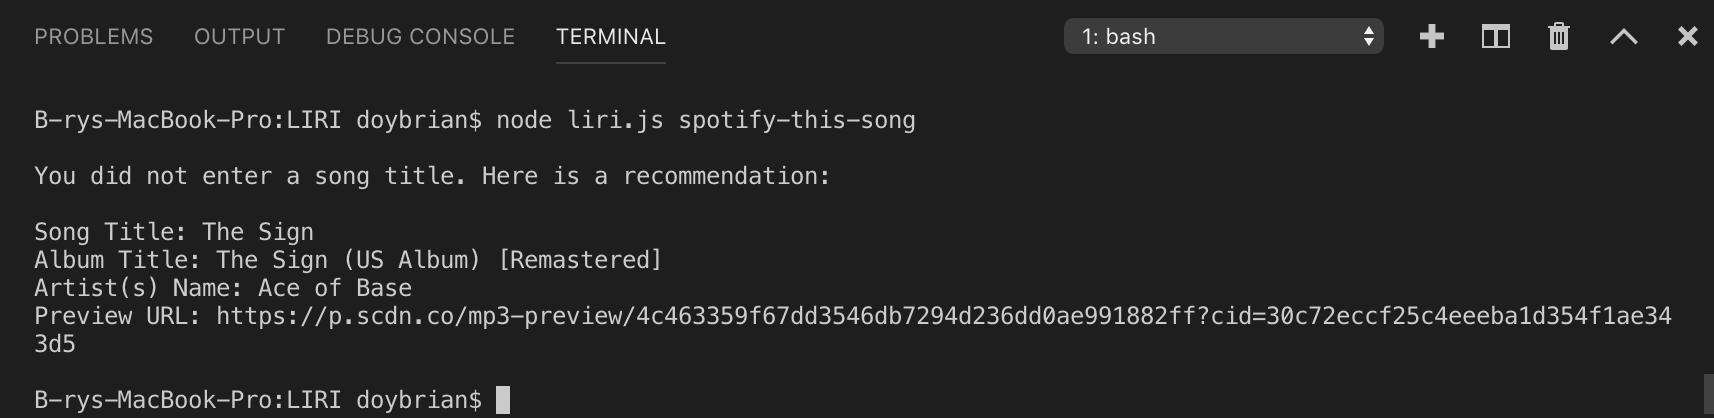 PROBLEMS OUTPUT DEBUG CONSOLE TERMINAL 1: bash
B-rys-MacBook-Pro:LIRI doybrian$ node liri.js spotify-this-song
You did not enter a song title. Here is a recommendation:
Song Title: The Sign
Album Title: The Sign (US Album) [Remastered]
Artist(s) Name: Ace of Base
Preview URL: https://p.scdn.co/mp3-preview/4c463359f67dd3546db7294d236dd0ae991882ff?cid=30c72eccf25c4eeeba1d354f1ae34
3d5
B-rys-MacBook-Pro:LIRI doybrian$